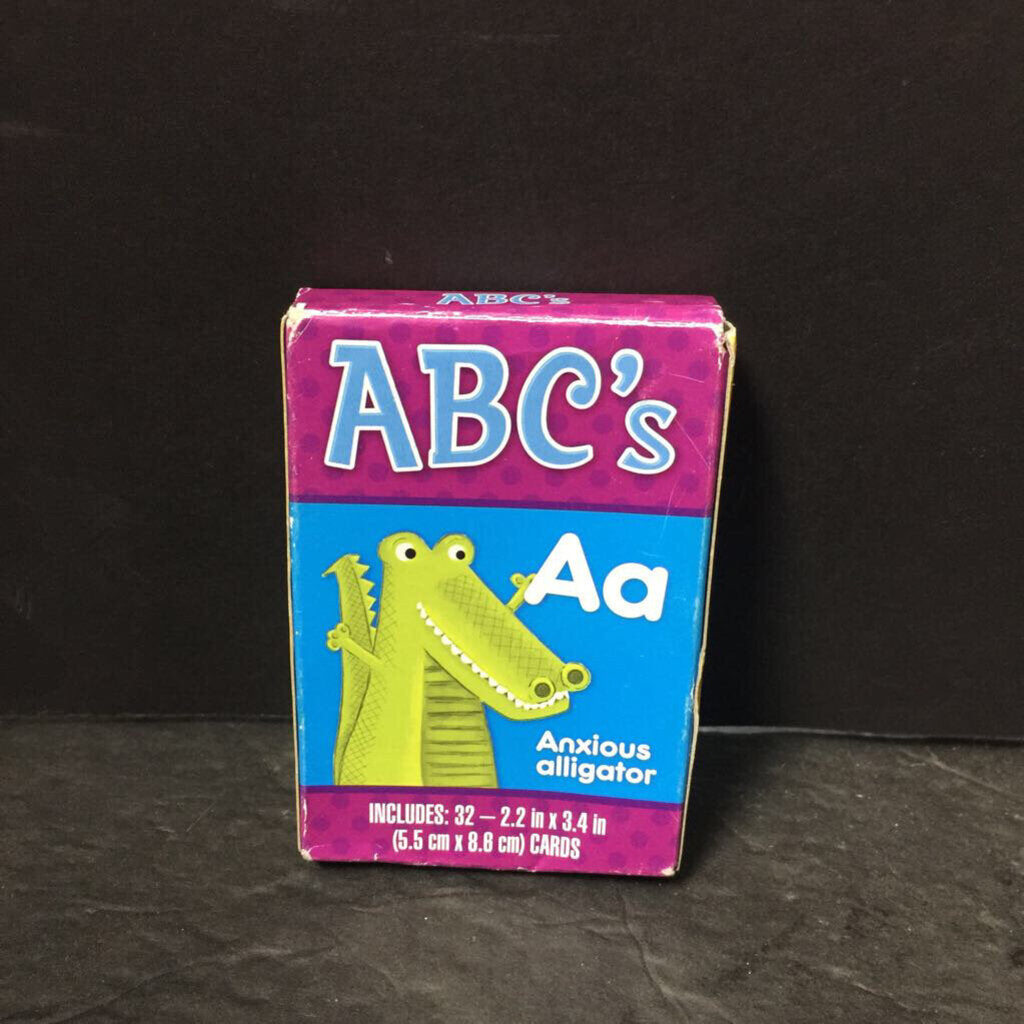 ABC's
ABC's
Aa
Anxious
alligator
INCLUDES: 32 – 2.2 in x 3.4 in
(5.5 cm x 8.6 cm) CARDS